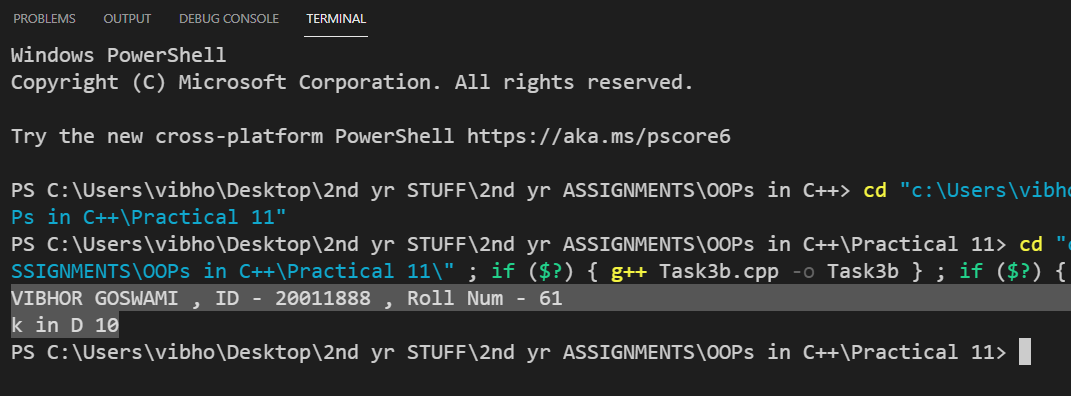 PROBLEMS OUTPUT DEBUG CONSOLE TERMINAL
Windows PowerShell
Copyright (C) Microsoft Corporation. All rights reserved.
Try the new cross-platform PowerShell https://aka.ms/pscore6
PS C:\Users\vibho\Desktop\2nd yr STUFF\2nd yr ASSIGNMENTS\OOPs in C++> cd "c:\Users\vibho
Ps in C++\Practical 11"
PS C:\Users\vibho\Desktop\2nd yr STUFF\2nd yr ASSIGNMENTS\OOPs in C++\Practical 11> cd "
SSIGNMENTS\OOPs in C++\Practical 11\" ; if ($?) { g++ Task3b.cpp -o Task3b } ; if ($?) {
VIBHOR GOSWAMI , ID - 20011888 , Roll Num - 61
k in D 10
PS C:\Users\vibho\Desktop\2nd yr STUFF\2nd yr ASSIGNMENTS\OOPs in C++\Practical 11>